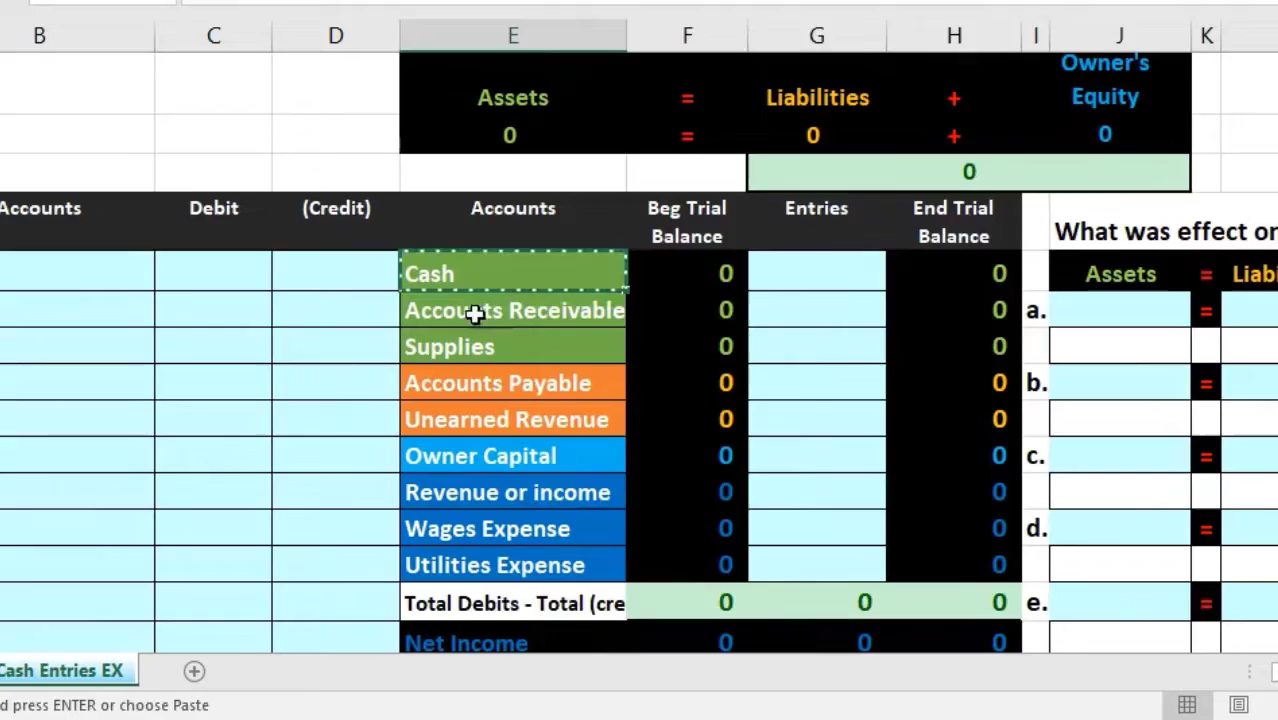 B C D E F G H I J K
Owner's
Assets = Liabilities + Equity
0 = 0 + 0
0
Accounts Debit (Credit) Accounts Beg Trial Entries End Trial
Balance Balance
What was effect on
Cash 0 0 Assets = Liabi
Accounts Receivable 0 0 a. =
Supplies 0 0
Accounts Payable 0 0 b. =
Unearned Revenue 0 0
Owner Capital 0 0 c. =
Revenue or income 0 0
Wages Expense 0 0 d. =
Utilities Expense 0 0
Total Debits - Total (cre 0 0 0 e. =
Net Income 0 0 0
Cash Entries EX
d press ENTER or choose Paste